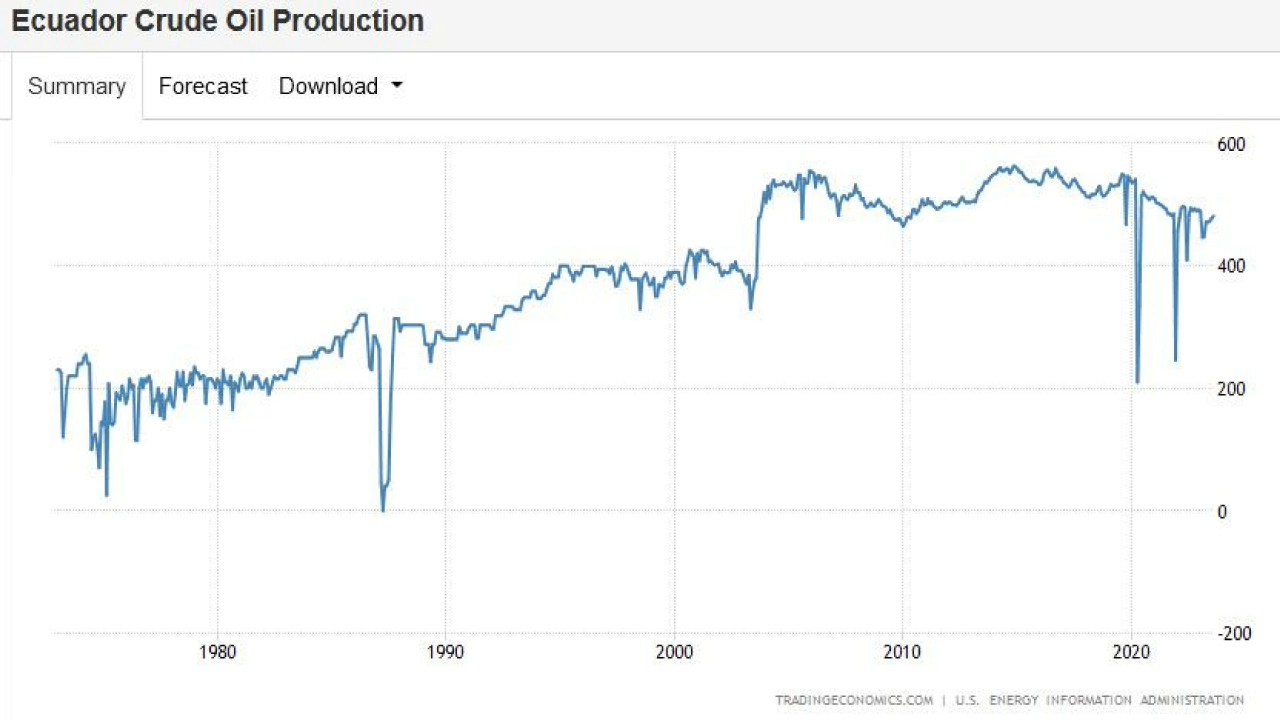 Ecuador Crude Oil Production
Summary Forecast Download
600
400
200
0
-200
1980 1990 2000 2010 2020
TRADINGECONOMICS.COM | U.S. ENERGY INFORMATION ADMINISTRATION